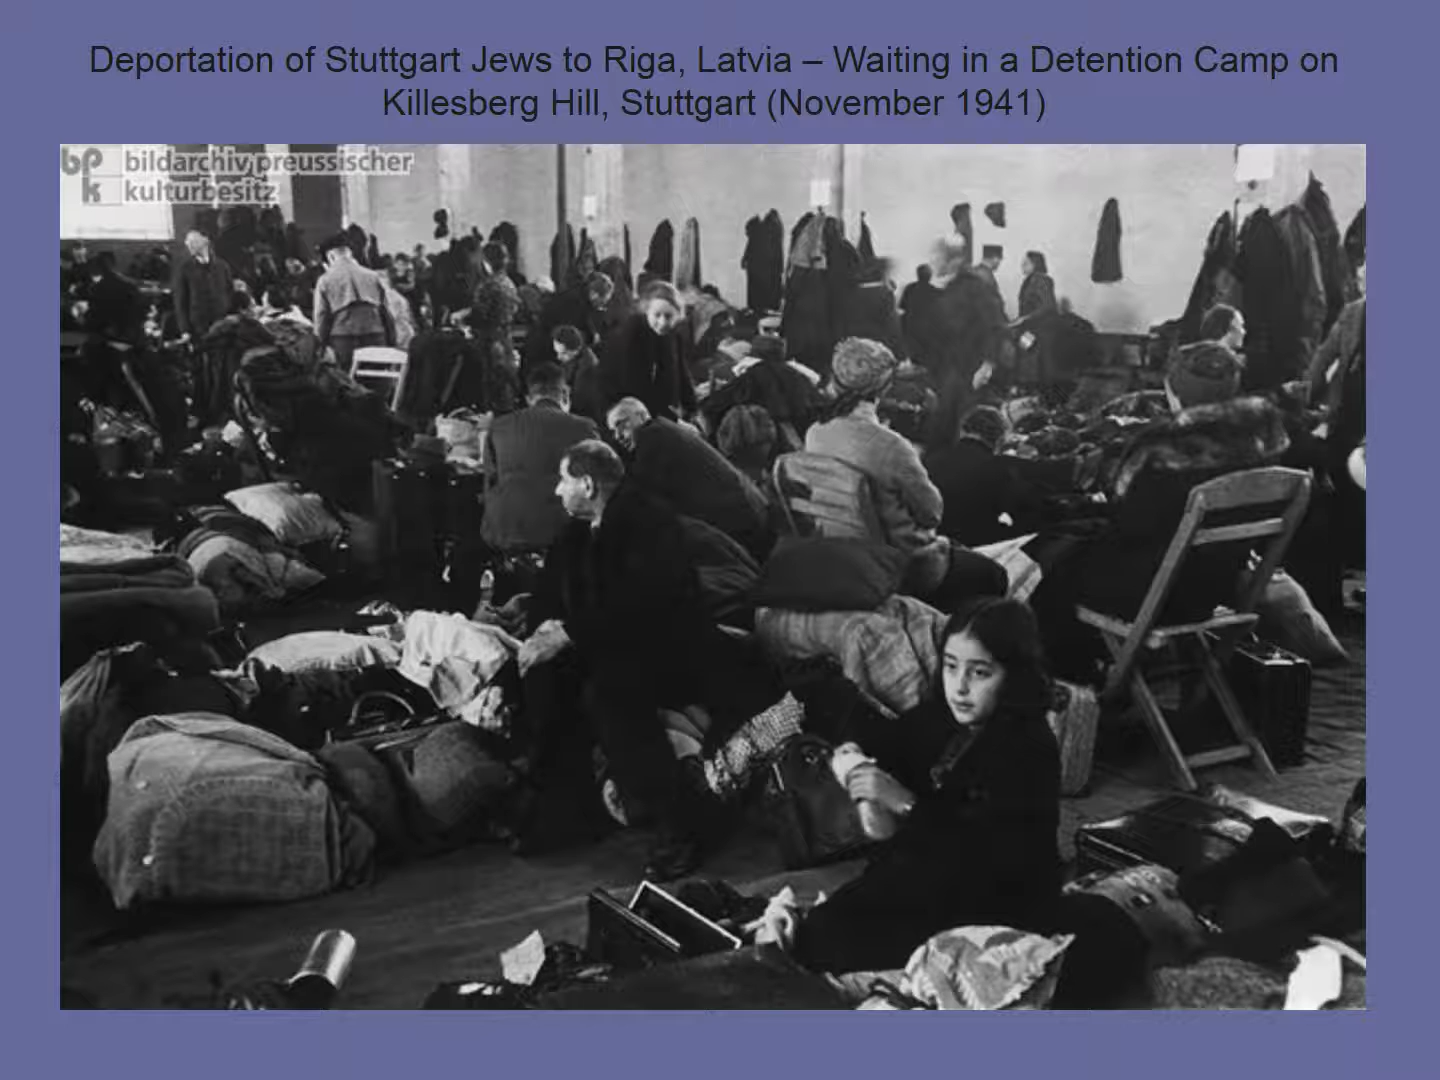 Deportation of Stuttgart Jews to Riga, Latvia – Waiting in a Detention Camp on
Killesberg Hill, Stuttgart (November 1941)
bpk bildarchiv preussischer
kulturbesitz